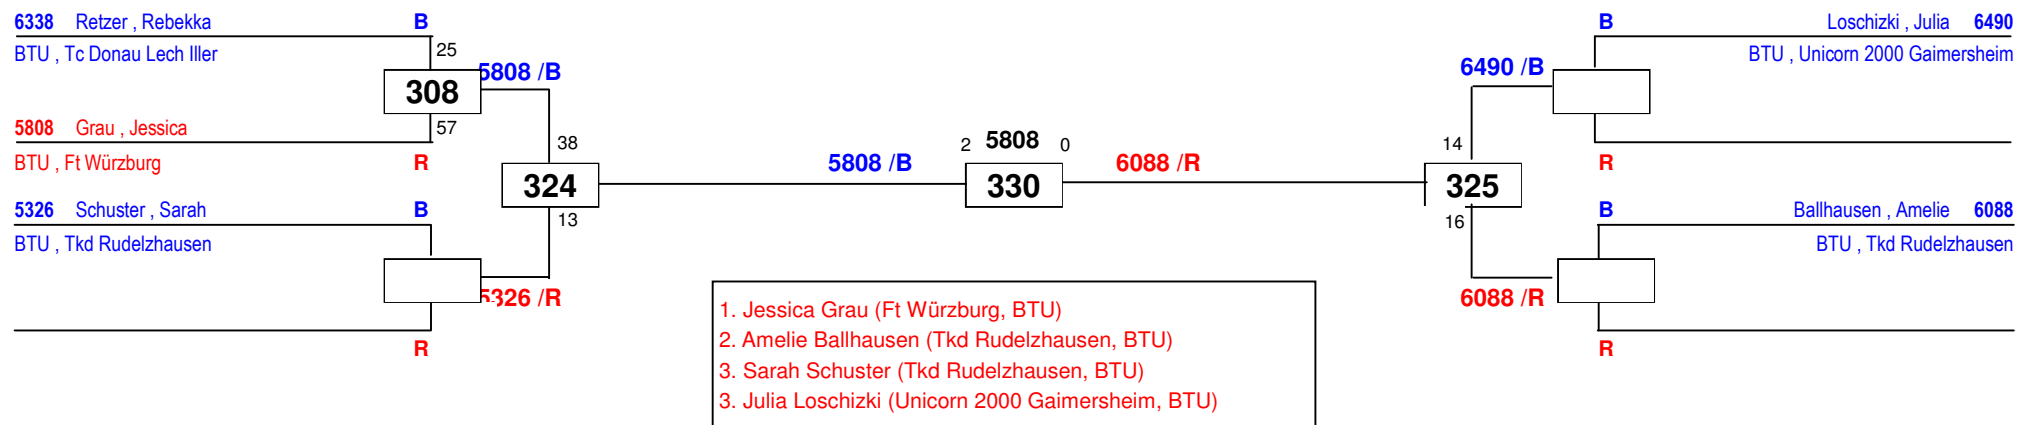 6338 Retzer , Rebekka B
BTU , Tc Donau Lech Iller
25
5808 /B
308
57
5808 Grau , Jessica
BTU , Ft Würzburg R
38
324
13
5326 Schuster , Sarah B
BTU , Tkd Rudelzhausen
5326 /R
R
5808 /B
2 5808 0
330
6088 /R
B Loschizki , Julia 6490
BTU , Unicorn 2000 Gaimersheim
6490 /B
14
325
16
R
B Ballhausen , Amelie 6088
BTU , Tkd Rudelzhausen
6088 /R
R
1. Jessica Grau (Ft Würzburg, BTU)
2. Amelie Ballhausen (Tkd Rudelzhausen, BTU)
3. Sarah Schuster (Tkd Rudelzhausen, BTU)
3. Julia Loschizki (Unicorn 2000 Gaimersheim, BTU)